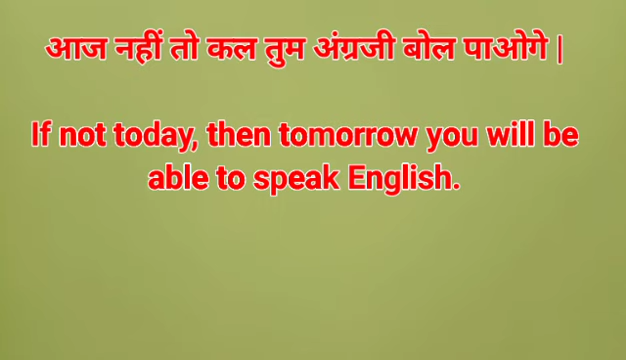 आज नहीं तो कल तुम अंग्रजी बोल पाओगे |
If not today, then tomorrow you will be
able to speak English.